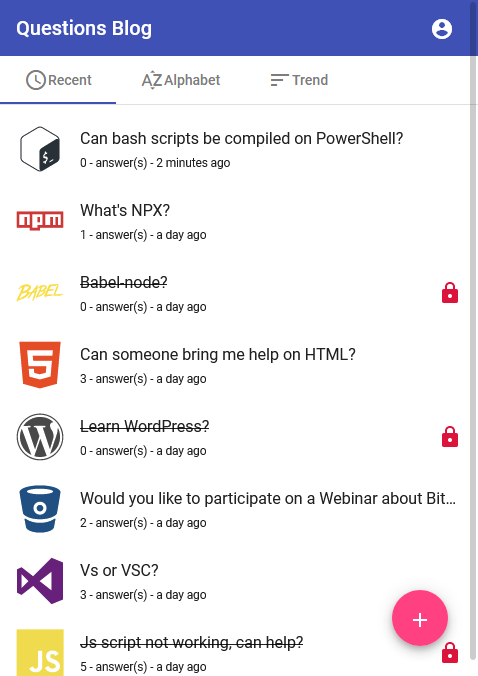 Questions Blog
Recent
AZ Alphabet
Trend
Can bash scripts be compiled on PowerShell?
$_
0 - answer(s) - 2 minutes ago
npm
What's NPX?
1 - answer(s) - a day ago
BABEL
Babel-node?
0 - answer(s) - a day ago
5
Can someone bring me help on HTML?
3 - answer(s) - a day ago
W
Learn WordPress?
0 - answer(s) - a day ago
Would you like to participate on a Webinar about Bit...
2 - answer(s) - a day ago
Vs or VSC?
3 - answer(s) - a day ago
+
JS
Js script not working, can help?
5 - answer(s) - a day ago